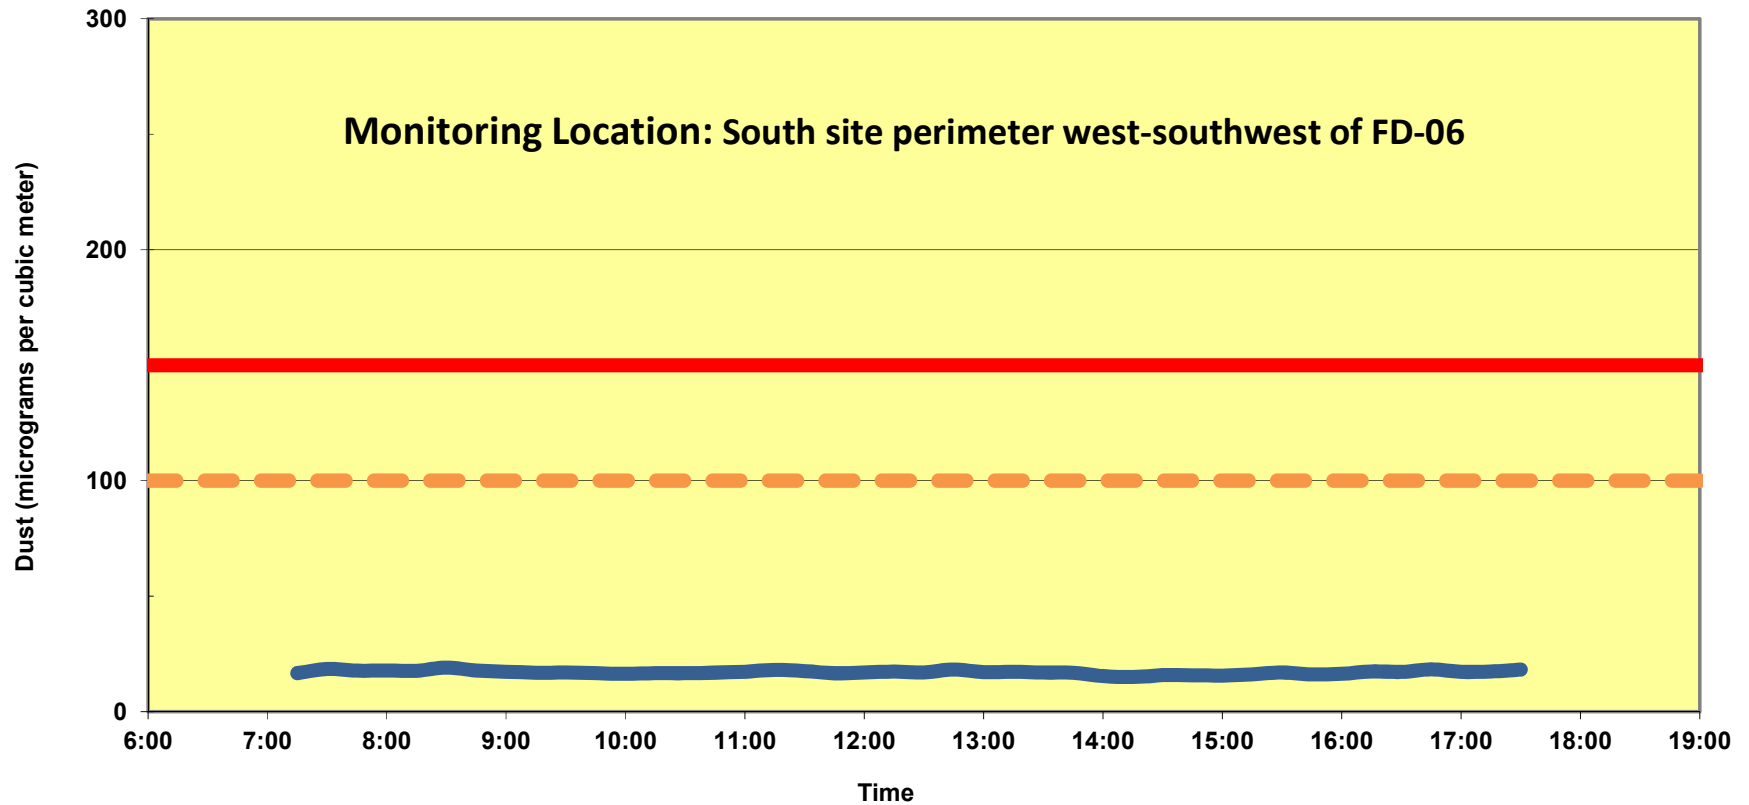 300
Monitoring Location: South site perimeter west-southwest of FD-06
200
100
0
Dust (micrograms per cubic meter)
6:00 7:00 8:00 9:00 10:00 11:00 12:00 13:00 14:00 15:00 16:00 17:00 18:00 19:00
Time